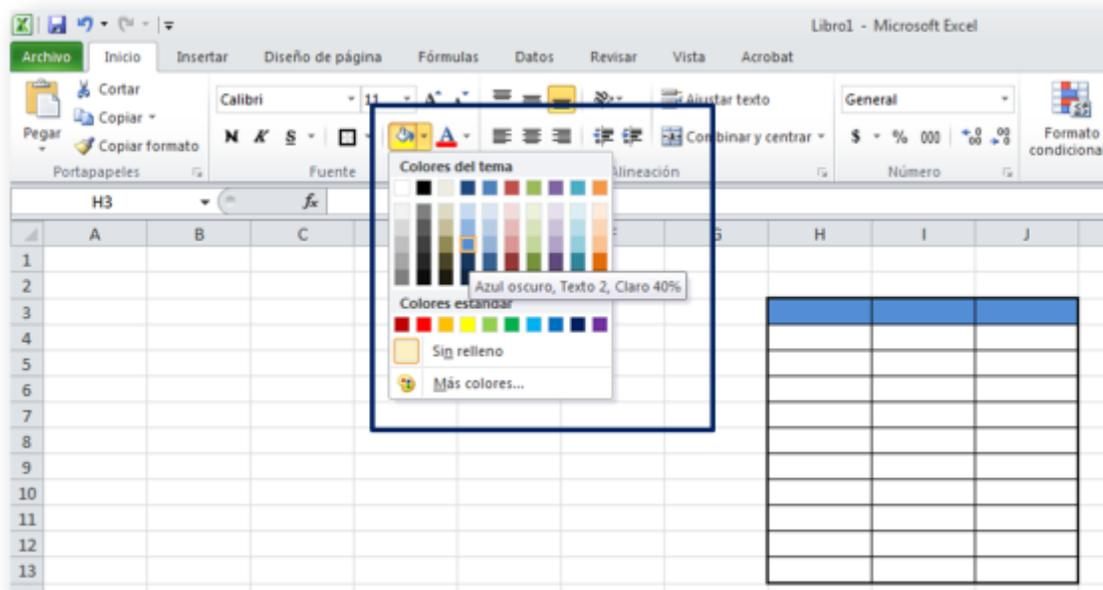 Libro1 - Microsoft Excel
Archivo Inicio Insertar Diseño de página Fórmulas Datos Revisar Vista Acrobat
Cortar
Copiar
Copiar formato
Pegar
Portapapeles
Calibri 11
N K S
A
Fuente
Ajustar texto
Combinar y centrar
Alineación
General
$ % 000
Número
Formato
condiciona
H3 fx
Colores del tema
Azul oscuro, Texto 2, Claro 40%
Colores estándar
Sin relleno
Más colores...
A B C G H I J
1
2
3
4
5
6
7
8
9
10
11
12
13